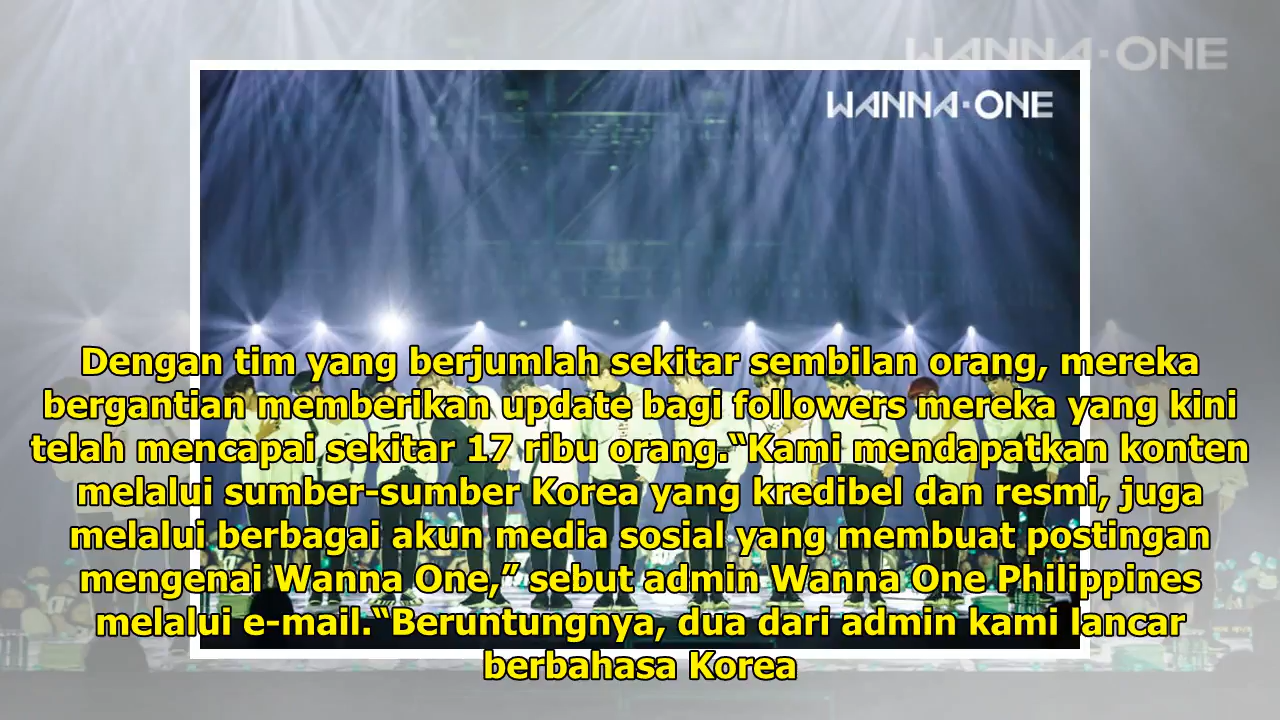 WANNA·ONE
WANNA·ONE
Dengan tim yang berjumlah sekitar sembilan orang, mereka
bergantian memberikan update bagi followers mereka yang kini
telah mencapai sekitar 17 ribu orang.“Kami mendapatkan konten
melalui sumber-sumber Korea yang kredibel dan resmi, juga
melalui berbagai akun media sosial yang membuat postingan
mengenai Wanna One,” sebut admin Wanna One Philippines
melalui e-mail.“Beruntungnya, dua dari admin kami lancar
berbahasa Korea